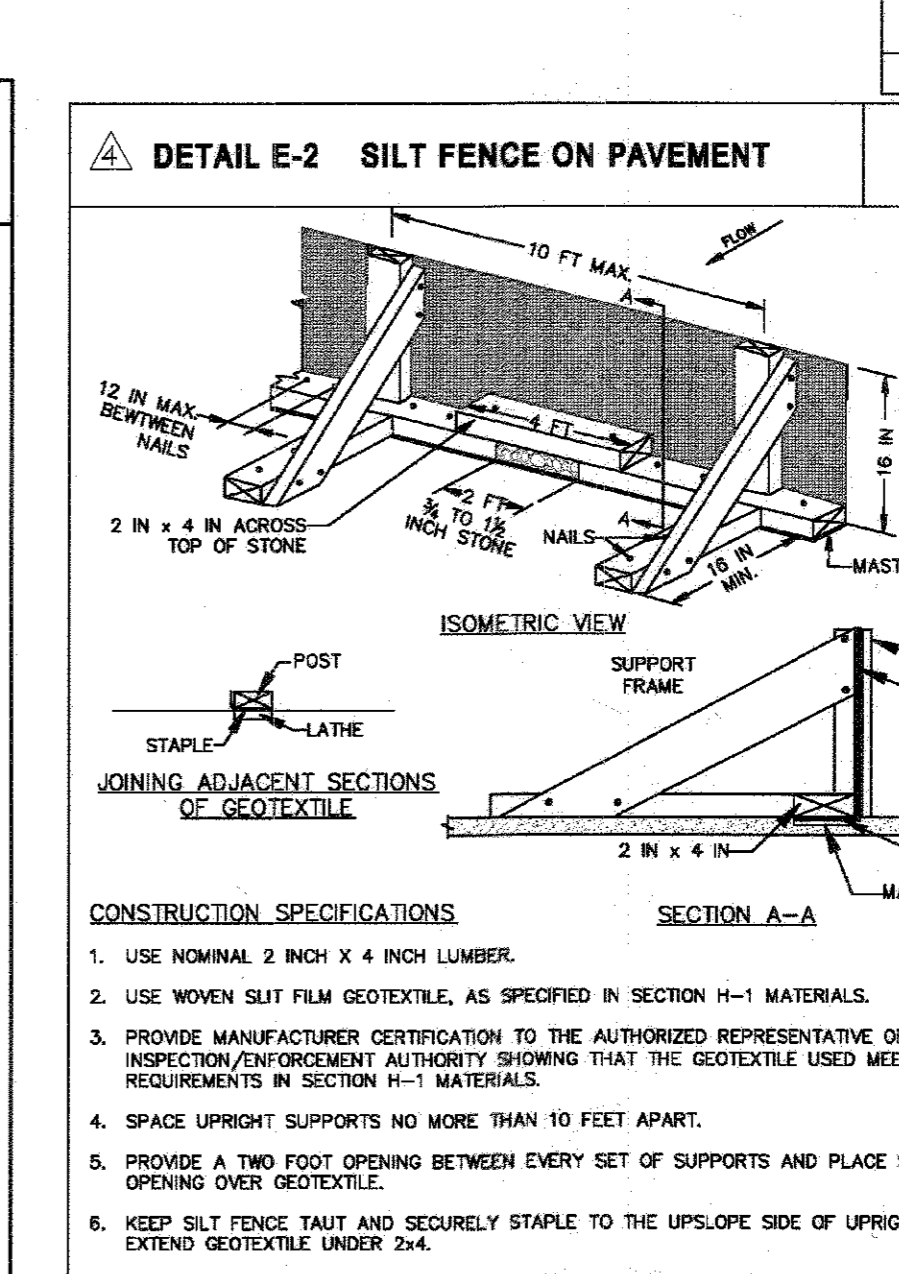 4 DETAIL E-2 SILT FENCE ON PAVEMENT
FLOW
10 FT MAX.
A
12 IN MAX.
BEWTWEEN
NAILS
4 FT
16 IN
2 IN x 4 IN ACROSS
TOP OF STONE
2 FT
¾ TO 1½
INCH STONE
NAILS
A
16 IN
MIN.
MAST
ISOMETRIC VIEW
POST
STAPLE
LATHE
JOINING ADJACENT SECTIONS
OF GEOTEXTILE
SUPPORT
FRAME
2 IN x 4 IN
MA
SECTION A-A
CONSTRUCTION SPECIFICATIONS
1. USE NOMINAL 2 INCH X 4 INCH LUMBER.
2. USE WOVEN SLIT FILM GEOTEXTILE, AS SPECIFIED IN SECTION H-1 MATERIALS.
3. PROVIDE MANUFACTURER CERTIFICATION TO THE AUTHORIZED REPRESENTATIVE O
INSPECTION/ENFORCEMENT AUTHORITY SHOWING THAT THE GEOTEXTILE USED MEE
REQUIREMENTS IN SECTION H-1 MATERIALS.
4. SPACE UPRIGHT SUPPORTS NO MORE THAN 10 FEET APART.
5. PROVIDE A TWO FOOT OPENING BETWEEN EVERY SET OF SUPPORTS AND PLACE
OPENING OVER GEOTEXTILE.
6. KEEP SILT FENCE TAUT AND SECURELY STAPLE TO THE UPSLOPE SIDE OF UPRIG
EXTEND GEOTEXTILE UNDER 2x4.